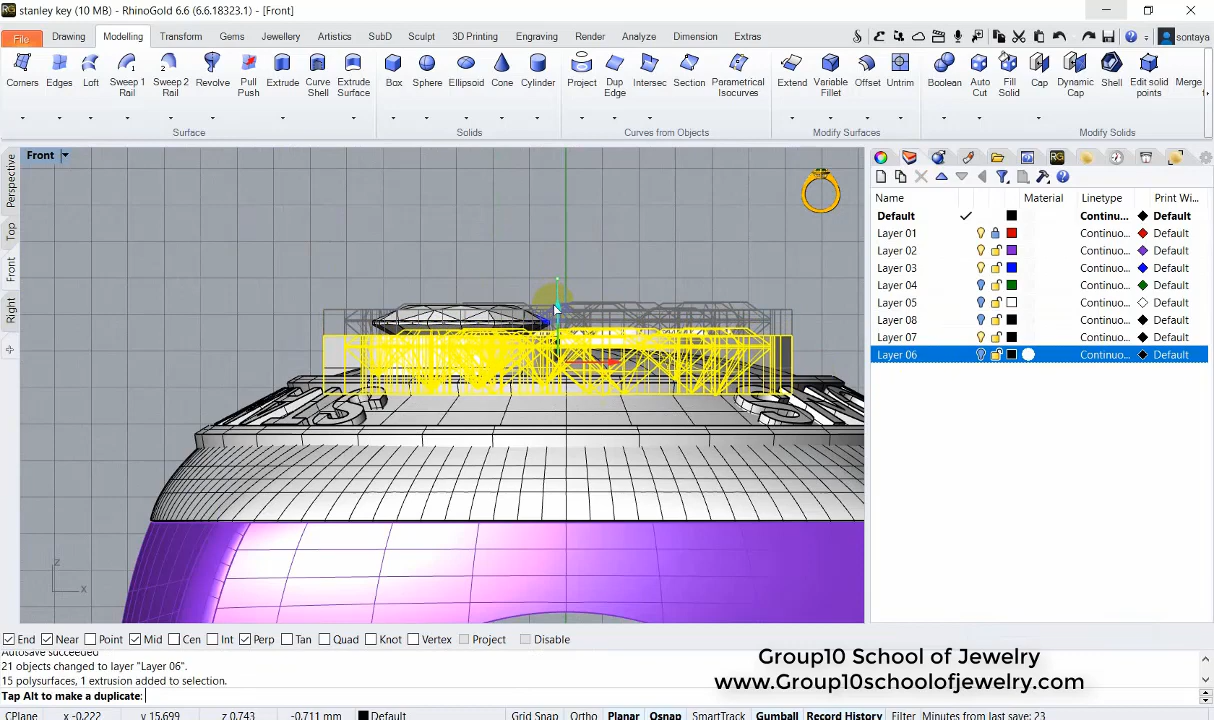 stanley key (10 MB) - RhinoGold 6.6 (6.6.18323.1) - [Front]
File Drawing Modelling Transform Gems Jewellery Artistics SubD Sculpt 3D Printing Engraving Render Analyze Dimension Extras sontaya
Corners Edges Loft Sweep 1 Rail Sweep 2 Rail Revolve Pull Push Extrude Curve Shell Extrude Surface Box Sphere Ellipsoid Cone Cylinder Project Dup Edge Intersec Section Parametrical Isocurves Extend Variable Fillet Offset Untrim Boolean Auto Cut Fill Solid Cap Dynamic Cap Shell Edit solid points Merge
Surface Solids Curves from Objects Modify Surfaces Modify Solids
Front
Perspective
Top
Front
Right
Name Material Linetype Print Wi...
Default Continuo... Default
Layer 01 Continuo... Default
Layer 02 Continuo... Default
Layer 03 Continuo... Default
Layer 04 Continuo... Default
Layer 05 Continuo... Default
Layer 08 Continuo... Default
Layer 07 Continuo... Default
Layer 06 Continuo... Default
z
x
End Near Point Mid Cen Int Perp Tan Quad Knot Vertex Project Disable
Autosave succeeded
21 objects changed to layer "Layer 06".
15 polysurfaces, 1 extrusion added to selection.
Tap Alt to make a duplicate:
Group10 School of Jewelry
www.Group10schoolofjewelry.com
CPlane x -0.222 y 15.699 z 0.743 -0.711 mm Default Grid Snap Ortho Planar Osnap SmartTrack Gumball Record History Filter Minutes from last save: 23